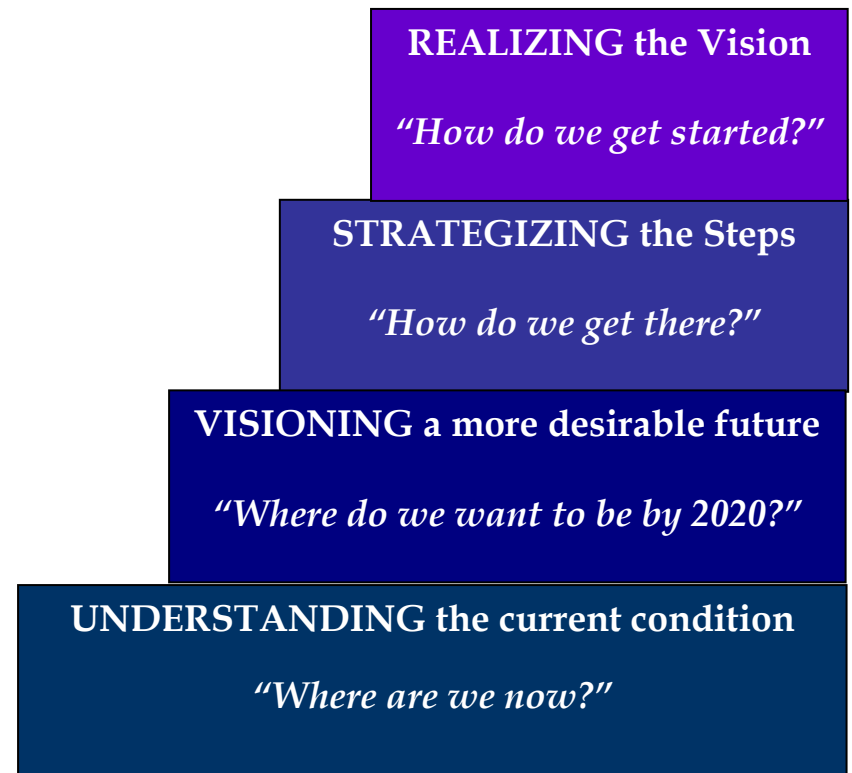 REALIZING the Vision
“How do we get started?”
STRATEGIZING the Steps
“How do we get there?”
VISIONING a more desirable future
“Where do we want to be by 2020?”
UNDERSTANDING the current condition
“Where are we now?”